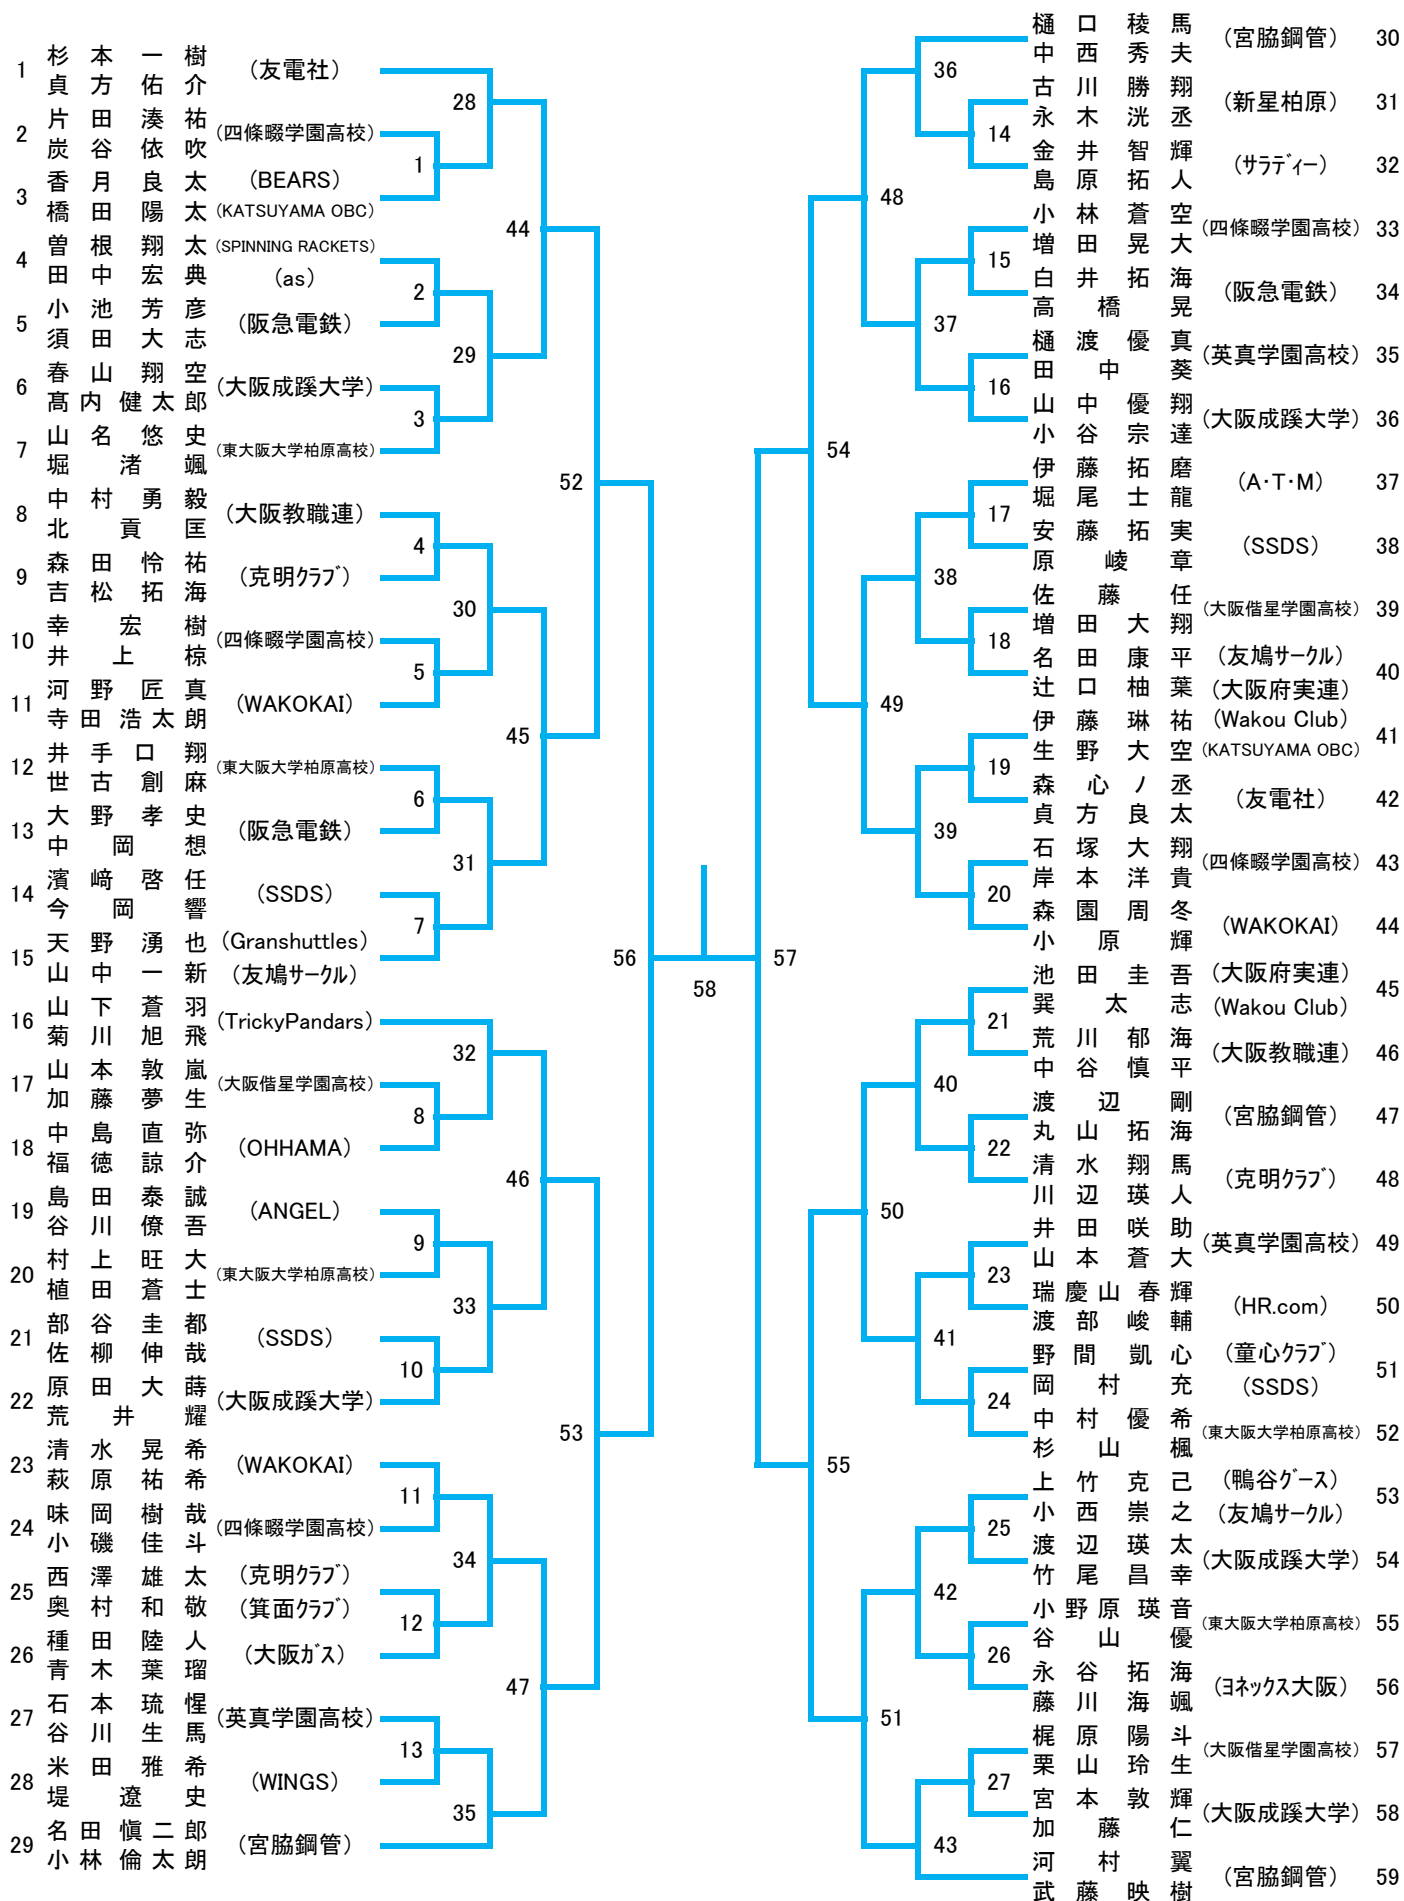 1 杉本一樹 (友電社)
貞方佑介
2 片田湊祐 (四條畷学園高校)
炭谷依吹
3 香月良太 (BEARS)
橋田陽太 (KATSUYAMA OBC)
4 曽根翔太 (SPINNING RACKETS)
田中宏典 (as)
5 小池芳彦 (阪急電鉄)
須田大志
6 春山翔空 (大阪成蹊大学)
髙内健太郎
7 山名悠史 (東大阪大学柏原高校)
堀渚颯
8 中村勇毅 (大阪教職連)
北貢匡
9 森田怜祐 (克明クラブ)
吉松拓海
10 幸宏樹 (四條畷学園高校)
井上椋
11 河野匠真 (WAKOKAI)
寺田浩太朗
12 井手口翔 (東大阪大学柏原高校)
世古創麻
13 大野孝史 (阪急電鉄)
中岡想
14 濱﨑啓任 (SSDS)
今岡響
15 天野湧也 (Granshuttles)
山中一新 (友鳩サークル)
16 山下蒼羽 (TrickyPandars)
菊川旭飛
17 山本敦嵐 (大阪偕星学園高校)
加藤夢生
18 中島直弥 (OHHAMA)
福徳諒介
19 島田泰誠 (ANGEL)
谷川僚吾
20 村上旺大 (東大阪大学柏原高校)
植田蒼士
21 部谷圭都 (SSDS)
佐柳伸哉
22 原田大蒔 (大阪成蹊大学)
荒井耀
23 清水晃希 (WAKOKAI)
萩原祐希
24 味岡樹哉 (四條畷学園高校)
小磯佳斗
25 西澤雄太 (克明クラブ)
奥村和敬 (箕面クラブ)
26 種田陸人 (大阪ガス)
青木葉瑠
27 石本琉惺 (英真学園高校)
谷川生馬
28 米田雅希 (WINGS)
堤遼史
29 名田愼二郎 (宮脇鋼管)
小林倫太朗
28
1
44
2
29
3
52
4
30
5
45
6
31
7
56
32
8
46
9
33
10
53
11
34
12
47
13
35
58
57
36
14
48
15
37
16
54
17
38
18
49
19
39
20
21
40
22
50
23
41
24
55
25
42
26
51
27
43
樋口稜馬 (宮脇鋼管) 30
中西秀夫
古川勝翔 (新星柏原) 31
永木洸丞
金井智輝 (サラディー) 32
島原拓人
小林蒼空 (四條畷学園高校) 33
増田晃大
白井拓海 (阪急電鉄) 34
高橋晃
樋渡優真 (英真学園高校) 35
田中葵
山中優翔 (大阪成蹊大学) 36
小谷宗達
伊藤拓磨 (A・T・M) 37
堀尾士龍
安藤拓実 (SSDS) 38
原崚章
佐藤任 (大阪偕星学園高校) 39
増田大翔
名田康平 (友鳩サークル) 40
辻口柚葉 (大阪府実連)
伊藤琳祐 (Wakou Club) 41
生野大空 (KATSUYAMA OBC)
森心ノ丞 (友電社) 42
貞方良太
石塚大翔 (四條畷学園高校) 43
岸本洋貴
森園周冬 (WAKOKAI) 44
小原輝
池田圭吾 (大阪府実連) 45
巽太志 (Wakou Club)
荒川郁海 (大阪教職連) 46
中谷慎平
渡辺剛 (宮脇鋼管) 47
丸山拓海
清水翔馬 (克明クラブ) 48
川辺瑛人
井田咲助 (英真学園高校) 49
山本蒼大
瑞慶山春輝 (HR.com) 50
渡部峻輔
野間凱心 (童心クラブ) 51
岡村充 (SSDS)
中村優希 (東大阪大学柏原高校) 52
杉山楓
上竹克己 (鴨谷グース) 53
小西崇之 (友鳩サークル)
渡辺瑛太 (大阪成蹊大学) 54
竹尾昌幸
小野原瑛音 (東大阪大学柏原高校) 55
谷山優
永谷拓海 (ヨネックス大阪) 56
藤川海颯
梶原陽斗 (大阪偕星学園高校) 57
栗山玲生
宮本敦輝 (大阪成蹊大学) 58
加藤仁
河村翼 (宮脇鋼管) 59
武藤映樹